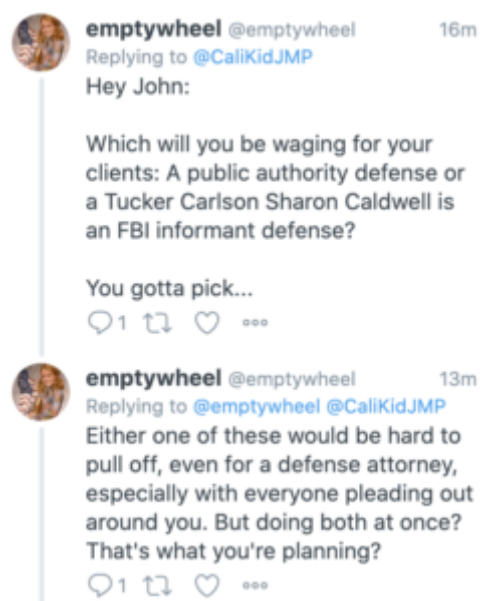 emptywheel @emptywheel 16m
Replying to @CaliKidJMP
Hey John:
Which will you be waging for your
clients: A public authority defense or
a Tucker Carlson Sharon Caldwell is
an FBI informant defense?
You gotta pick...
1
emptywheel @emptywheel 13m
Replying to @emptywheel @CaliKidJMP
Either one of these would be hard to
pull off, even for a defense attorney,
especially with everyone pleading out
around you. But doing both at once?
That's what you're planning?
1